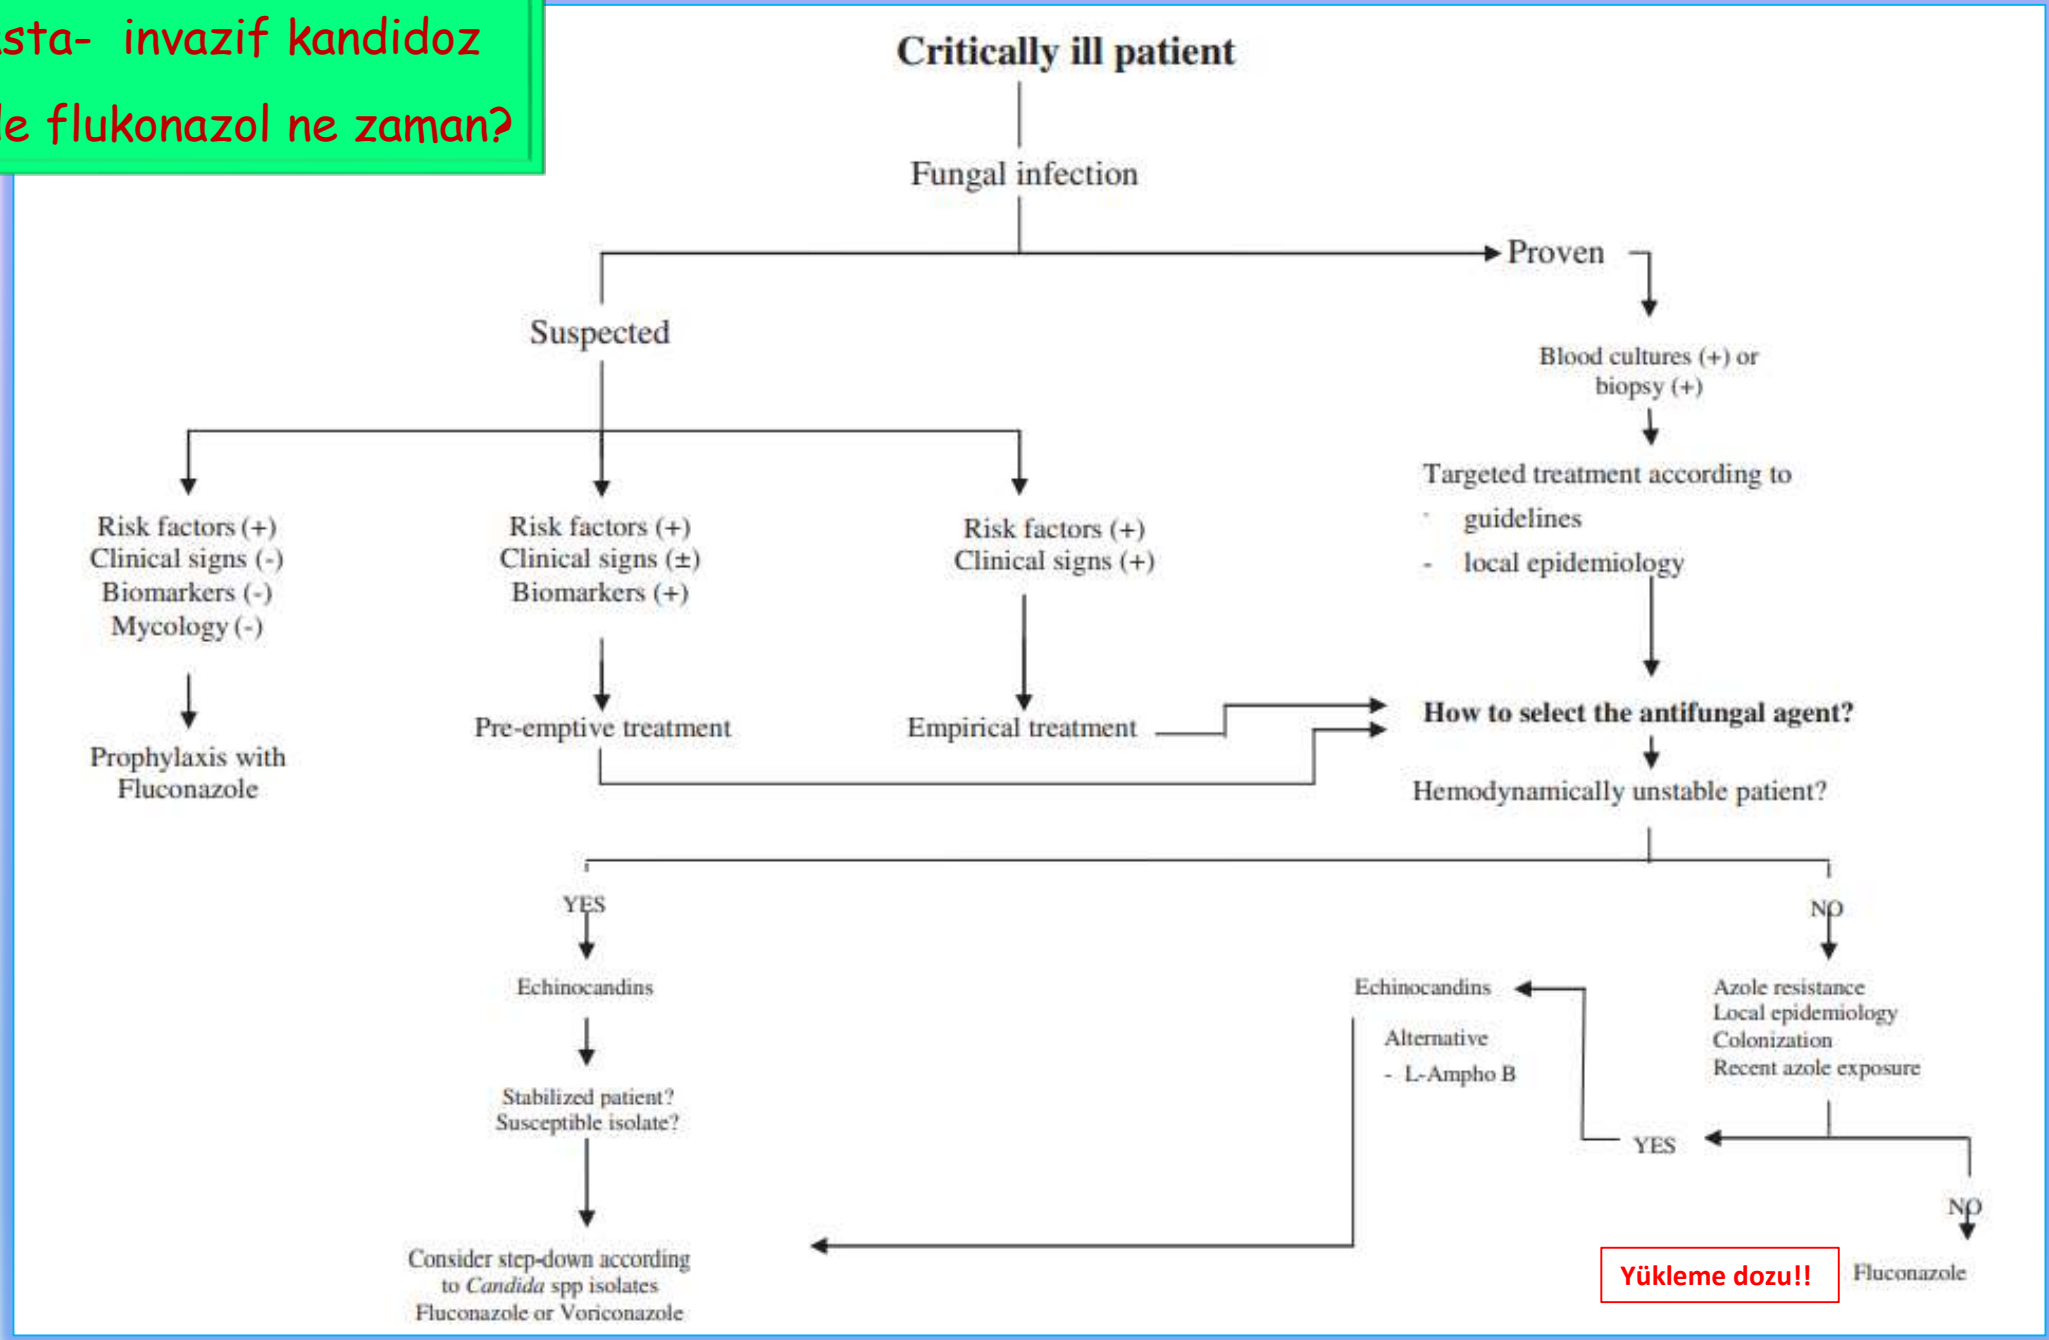 invazif kandidoz
flukonazol ne zaman?
Critically ill patient
Fungal infection
Proven
Suspected
Blood cultures (+) or
biopsy (+)
Targeted treatment according to
- guidelines
- local epidemiology
Risk factors (+)
Clinical signs (-)
Biomarkers (-)
Mycology (-)
Risk factors (+)
Clinical signs (±)
Biomarkers (+)
Risk factors (+)
Clinical signs (+)
Prophylaxis with
Fluconazole
Pre-emptive treatment
Empirical treatment
How to select the antifungal agent?
Hemodynamically unstable patient?
YES
NO
Echinocandins
Stabilized patient?
Susceptible isolate?
Consider step-down according
to Candida spp isolates
Fluconazole or Voriconazole
Echinocandins
Alternative
- L-Ampho B
Azole resistance
Local epidemiology
Colonization
Recent azole exposure
YES
NO
Yükleme dozu!!
Fluconazole